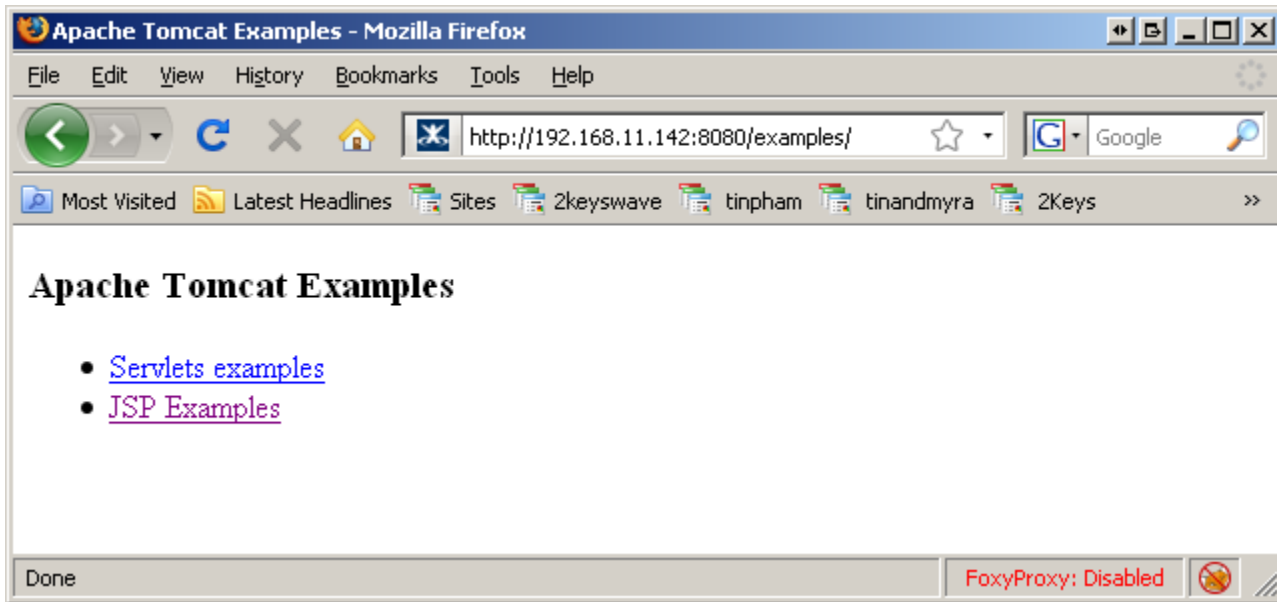 Apache Tomcat Examples - Mozilla Firefox
File Edit View History Bookmarks Tools Help
http://192.168.11.142:8080/examples/ G Google
Most Visited Latest Headlines Sites 2keyswave tinpham tinandmyra 2Keys »
Apache Tomcat Examples
• Servlets examples
• JSP Examples
Done FoxyProxy: Disabled